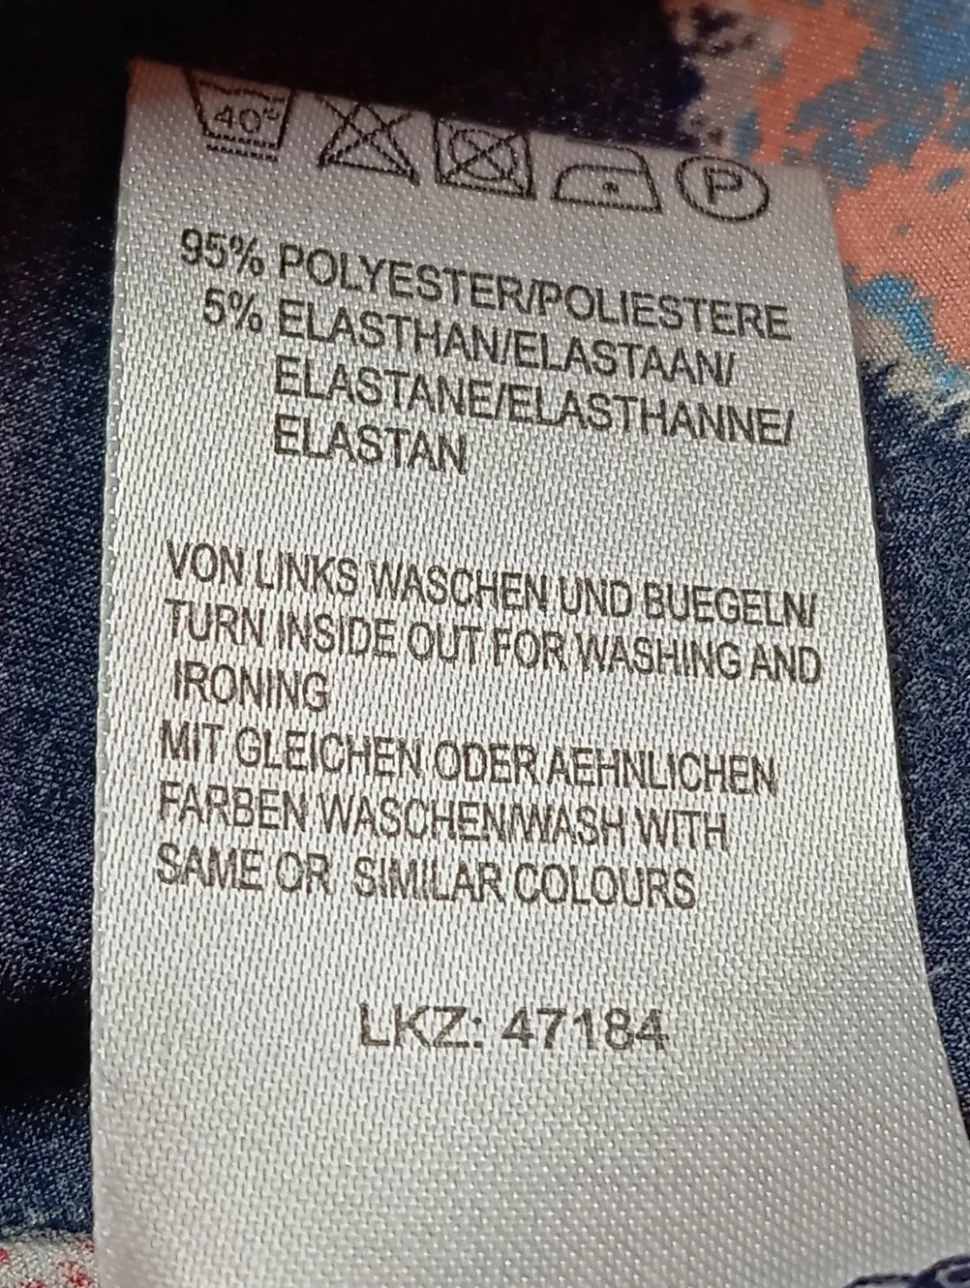 40°
P
95% POLYESTER/POLIESTERE
5% ELASTHAN/ELASTAAN/
ELASTANE/ELASTHANNE/
ELASTAN
VON LINKS WASCHEN UND BUEGELN/
TURN INSIDE OUT FOR WASHING AND
IRONING
MIT GLEICHEN ODER AEHNLICHEN
FARBEN WASCHEN/WASH WITH
SAME OR SIMILAR COLOURS
LKZ: 47184